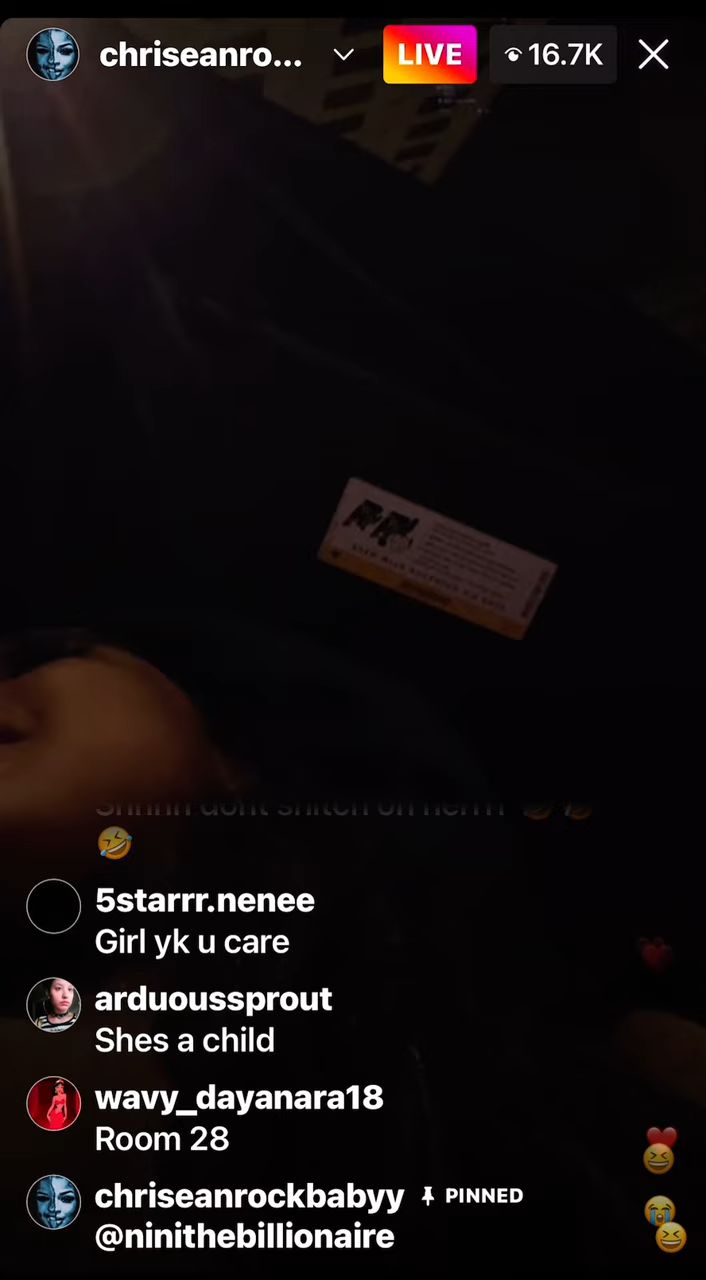 chriseanro...
LIVE
16.7K
🤣
5starrr.nenee
Girl yk u care
arduoussprout
Shes a child
wavy_dayanara18
Room 28
chriseanrockbabyy PINNED
@ninithebillionaire